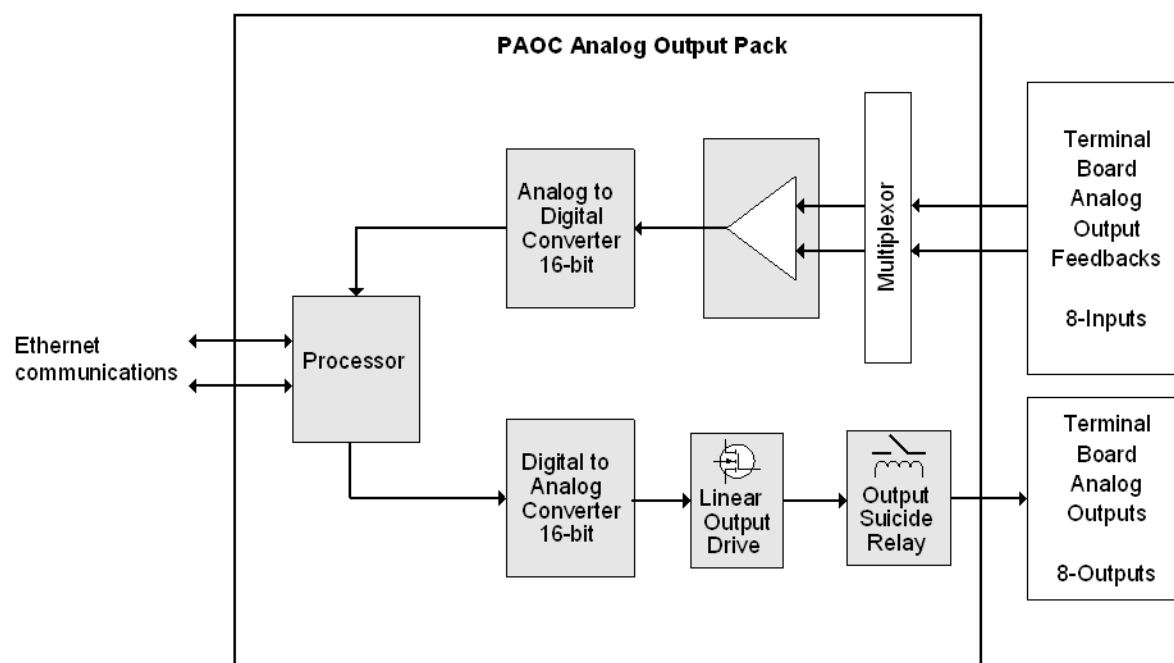 PAOC Analog Output Pack
Terminal
Board
Analog
Output
Feedbacks
8-Inputs
Multiplexor
Analog to
Digital
Converter
16-bit
Ethernet
communications
Processor
Digital to
Analog
Converter
16-bit
Linear
Output
Drive
Output
Suicide
Relay
Terminal
Board
Analog
Outputs
8-Outputs